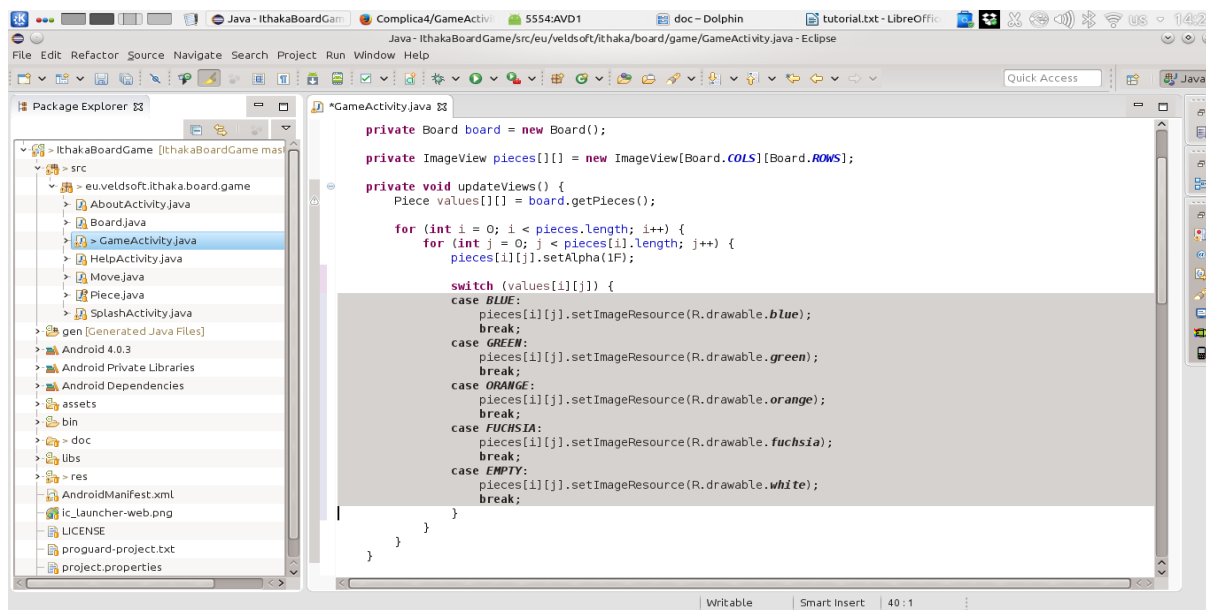 Java - IthakaBoardGam
Complica4/GameActivi
5554:AVD1
doc – Dolphin
tutorial.txt - LibreOffic
US
14:2
Java - IthakaBoardGame/src/eu/veldsoft/ithaka/board/game/GameActivity.java - Eclipse
File Edit Refactor Source Navigate Search Project Run Window Help
Quick Access
Java
Package Explorer
*GameActivity.java
> IthakaBoardGame [IthakaBoardGame mast
> src
> eu.veldsoft.ithaka.board.game
AboutActivity.java
Board.java
> GameActivity.java
HelpActivity.java
Move.java
Piece.java
SplashActivity.java
gen [Generated Java Files]
Android 4.0.3
Android Private Libraries
Android Dependencies
assets
bin
> doc
libs
> res
AndroidManifest.xml
ic_launcher-web.png
LICENSE
proguard-project.txt
project.properties
private Board board = new Board();
private ImageView pieces[][] = new ImageView[Board.COLS][Board.ROWS];
private void updateViews() {
Piece values[][] = board.getPieces();
for (int i = 0; i < pieces.length; i++) {
for (int j = 0; j < pieces[i].length; j++) {
pieces[i][j].setAlpha(1F);
switch (values[i][j]) {
case BLUE:
pieces[i][j].setImageResource(R.drawable.blue);
break;
case GREEN:
pieces[i][j].setImageResource(R.drawable.green);
break;
case ORANGE:
pieces[i][j].setImageResource(R.drawable.orange);
break;
case FUCHSIA:
pieces[i][j].setImageResource(R.drawable.fuchsia);
break;
case EMPTY:
pieces[i][j].setImageResource(R.drawable.white);
break;
}
}
}
}
Writable
Smart Insert
40 : 1